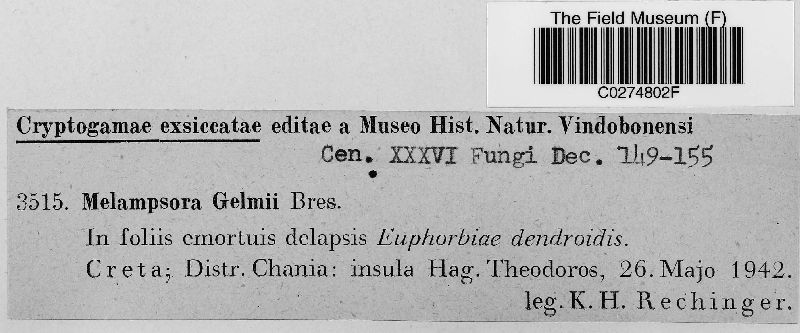 The Field Museum (F)
C0274802F
Cryptogamae exsiccatae editae a Museo Hist. Natur. Vindobonensi
Cen. XXXVI Fungi Dec. 149-155
3515. Melampsora Gelmii Bres.
In foliis emortuis delapsis Euphorbiae dendroidis.
Creta; Distr. Chania: insula Hag. Theodoros, 26. Majo 1942.
leg. K. H. Rechinger.